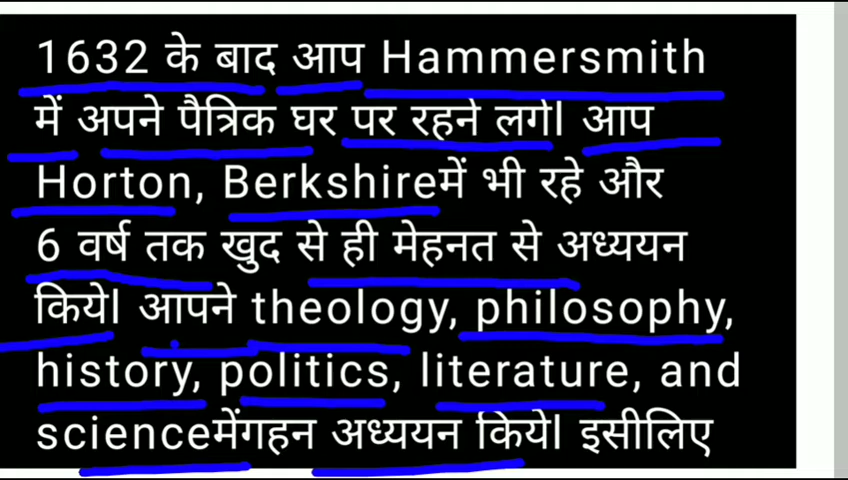 1632 के बाद आप Hammersmith
में अपने पैत्रिक घर पर रहने लगे। आप
Horton, Berkshireमें भी रहे और
6 वर्ष तक खुद से ही मेहनत से अध्ययन
किये। आपने theology, philosophy,
history, politics, literature, and
scienceमेंगहन अध्ययन किये। इसीलिए